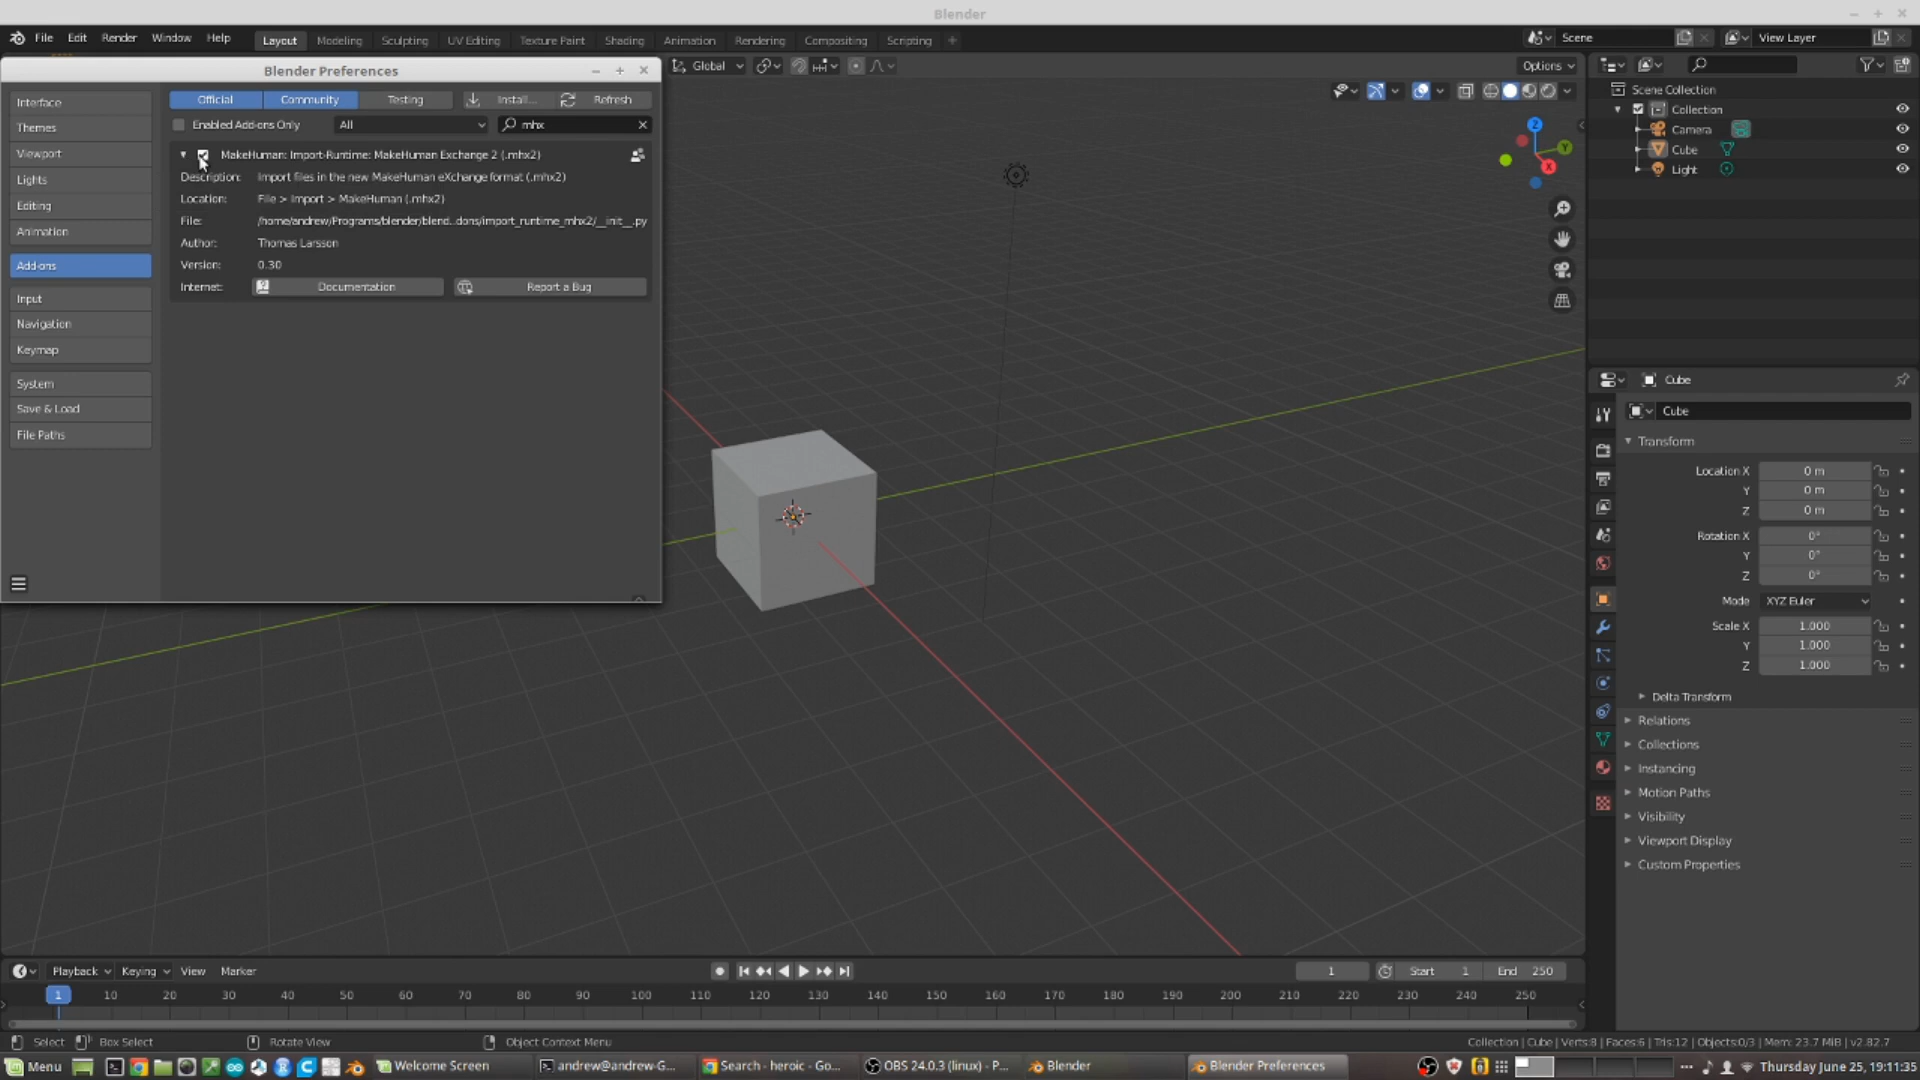 Blender
File Edit Render Window Help Layout Modeling Sculpting UV Editing Texture Paint Shading Animation Rendering Compositing Scripting + Scene View Layer
Blender Preferences
Global
Options
Interface
Themes
Viewport
Lights
Editing
Animation
Add-ons
Input
Navigation
Keymap
System
Save & Load
File Paths
Official Community Testing Install... Refresh
Enabled Add-ons Only All mhx
MakeHuman: Import-Runtime: MakeHuman Exchange 2 (.mhx2)
Description: Import files in the new MakeHuman eXchange format (.mhx2)
Location: File > Import > MakeHuman (.mhx2)
File: /home/andrew/Programs/blender/blend..dons/import_runtime_mhx2/__init__.py
Author: Thomas Larsson
Version: 0.30
Internet: Documentation Report a Bug
Z
Y
X
Scene Collection
Collection
Camera
Cube
Light
Cube
Cube
Transform
Location X 0 m
Y 0 m
Z 0 m
Rotation X 0°
Y 0°
Z 0°
Mode XYZ Euler
Scale X 1.000
Y 1.000
Z 1.000
Delta Transform
Relations
Collections
Instancing
Motion Paths
Visibility
Viewport Display
Custom Properties
Playback Keying View Marker 1 Start 1 End 250
1 10 20 30 40 50 60 70 80 90 100 110 120 130 140 150 160 170 180 190 200 210 220 230 240 250
Select Box Select Rotate View Object Context Menu Collection | Cube | Verts:8 | Faces:6 | Tris:12 | Objects:0/3 | Mem: 23.7 MiB | v2.82.7
Menu Welcome Screen andrew@andrew-G... Search - heroic - Go... OBS 24.0.3 (linux) - P... Blender Blender Preferences Thursday June 25, 19:11:35